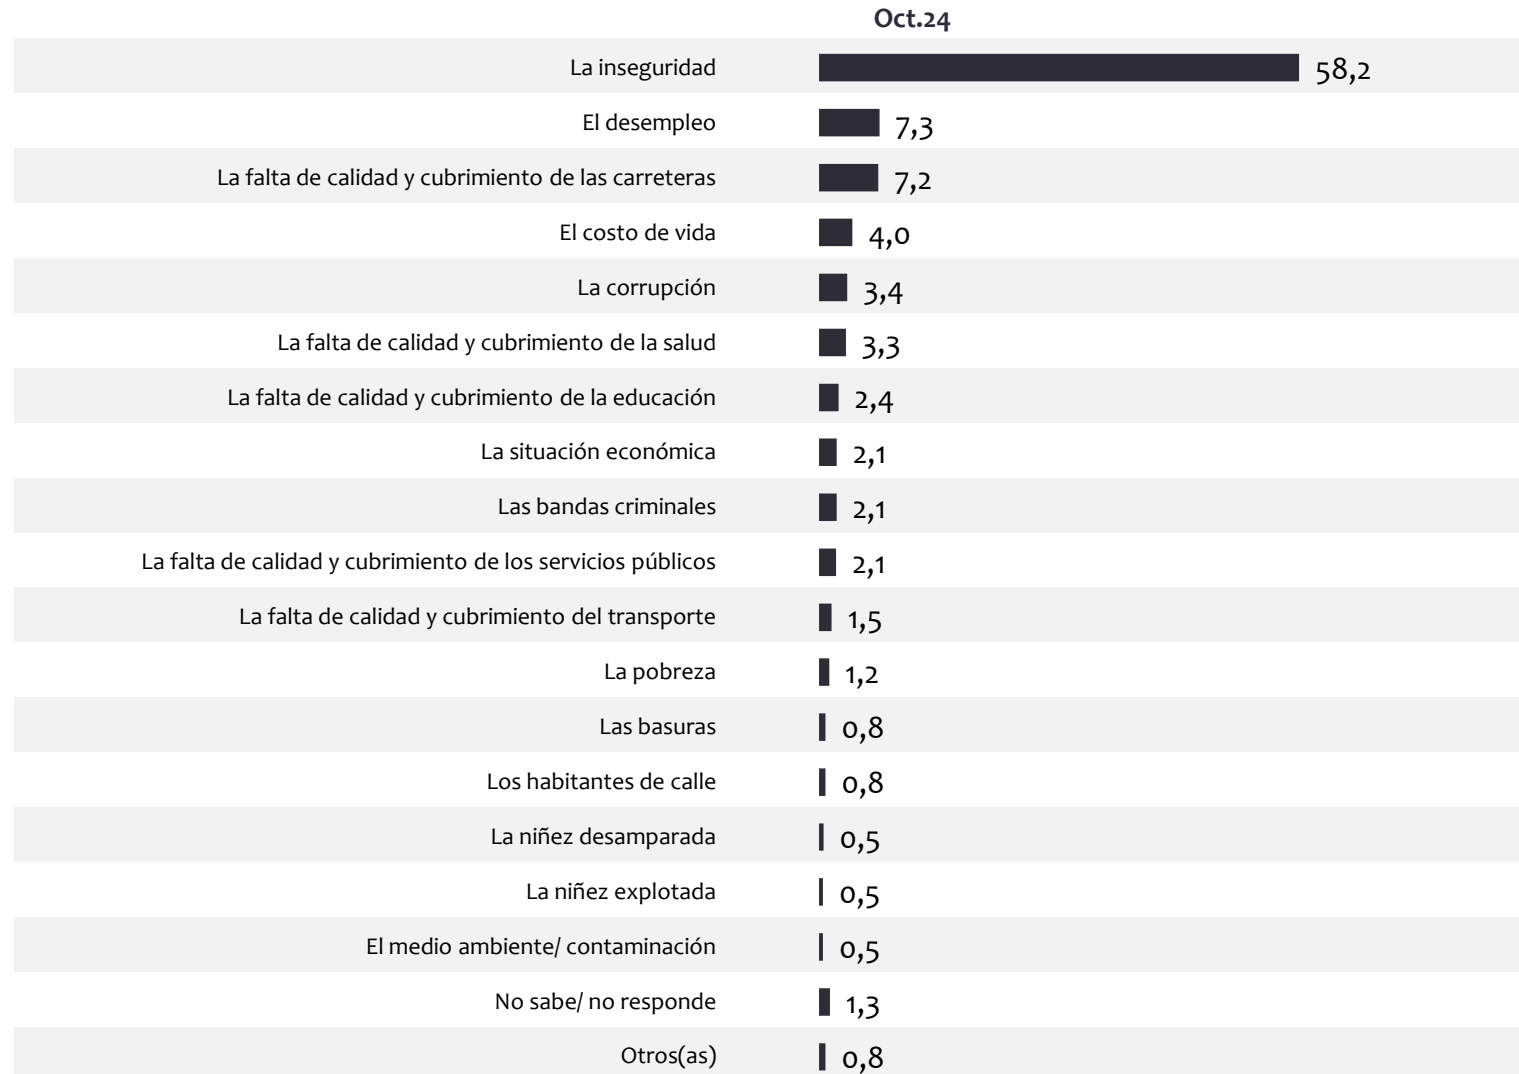 Oct.24
La inseguridad 58,2
El desempleo 7,3
La falta de calidad y cubrimiento de las carreteras 7,2
El costo de vida 4,0
La corrupción 3,4
La falta de calidad y cubrimiento de la salud 3,3
La falta de calidad y cubrimiento de la educación 2,4
La situación económica 2,1
Las bandas criminales 2,1
La falta de calidad y cubrimiento de los servicios públicos 2,1
La falta de calidad y cubrimiento del transporte 1,5
La pobreza 1,2
Las basuras 0,8
Los habitantes de calle 0,8
La niñez desamparada 0,5
La niñez explotada 0,5
El medio ambiente/ contaminación 0,5
No sabe/ no responde 1,3
Otros(as) 0,8